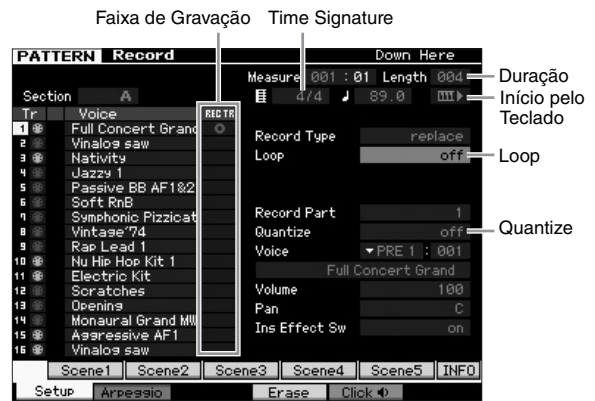 Faixa de Gravação Time Signature
PATTERN Record Down Here
Measure 001 : 01 Length 004 Duração
Section A 4/4 89.0 Início pelo Teclado
Tr Voice REC TR
1 Full Concert Grand
2 Vinalog saw
3 Nativity
4 Jazzy 1
5 Passive BB AF1&2
6 Soft RnB
7 Symphonic Pizzicat
8 Vintage'74
9 Rap Lead 1
10 Nu Hip Hop Kit 1
11 Electric Kit
12 Scratches
13 Opening
14 Monaural Grand MW
15 Aggressive AF1
16 Vinalog saw
Record Type replace
Loop off Loop
Record Part 1
Quantize off Quantize
Voice PRE 1 : 001
Full Concert Grand
Volume 100
Pan C
Ins Effect Sw on
Scene1 Scene2 Scene3 Scene4 Scene5 INFO
Setup Arpeggio Erase Click